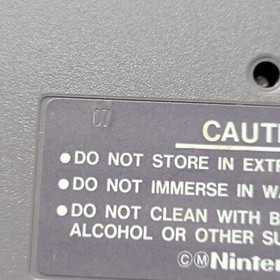 07
CAUT
• DO NOT STORE IN EXTR
• DO NOT IMMERSE IN WA
• DO NOT CLEAN WITH B
ALCOHOL OR OTHER SU
©Ⓜ Ninten